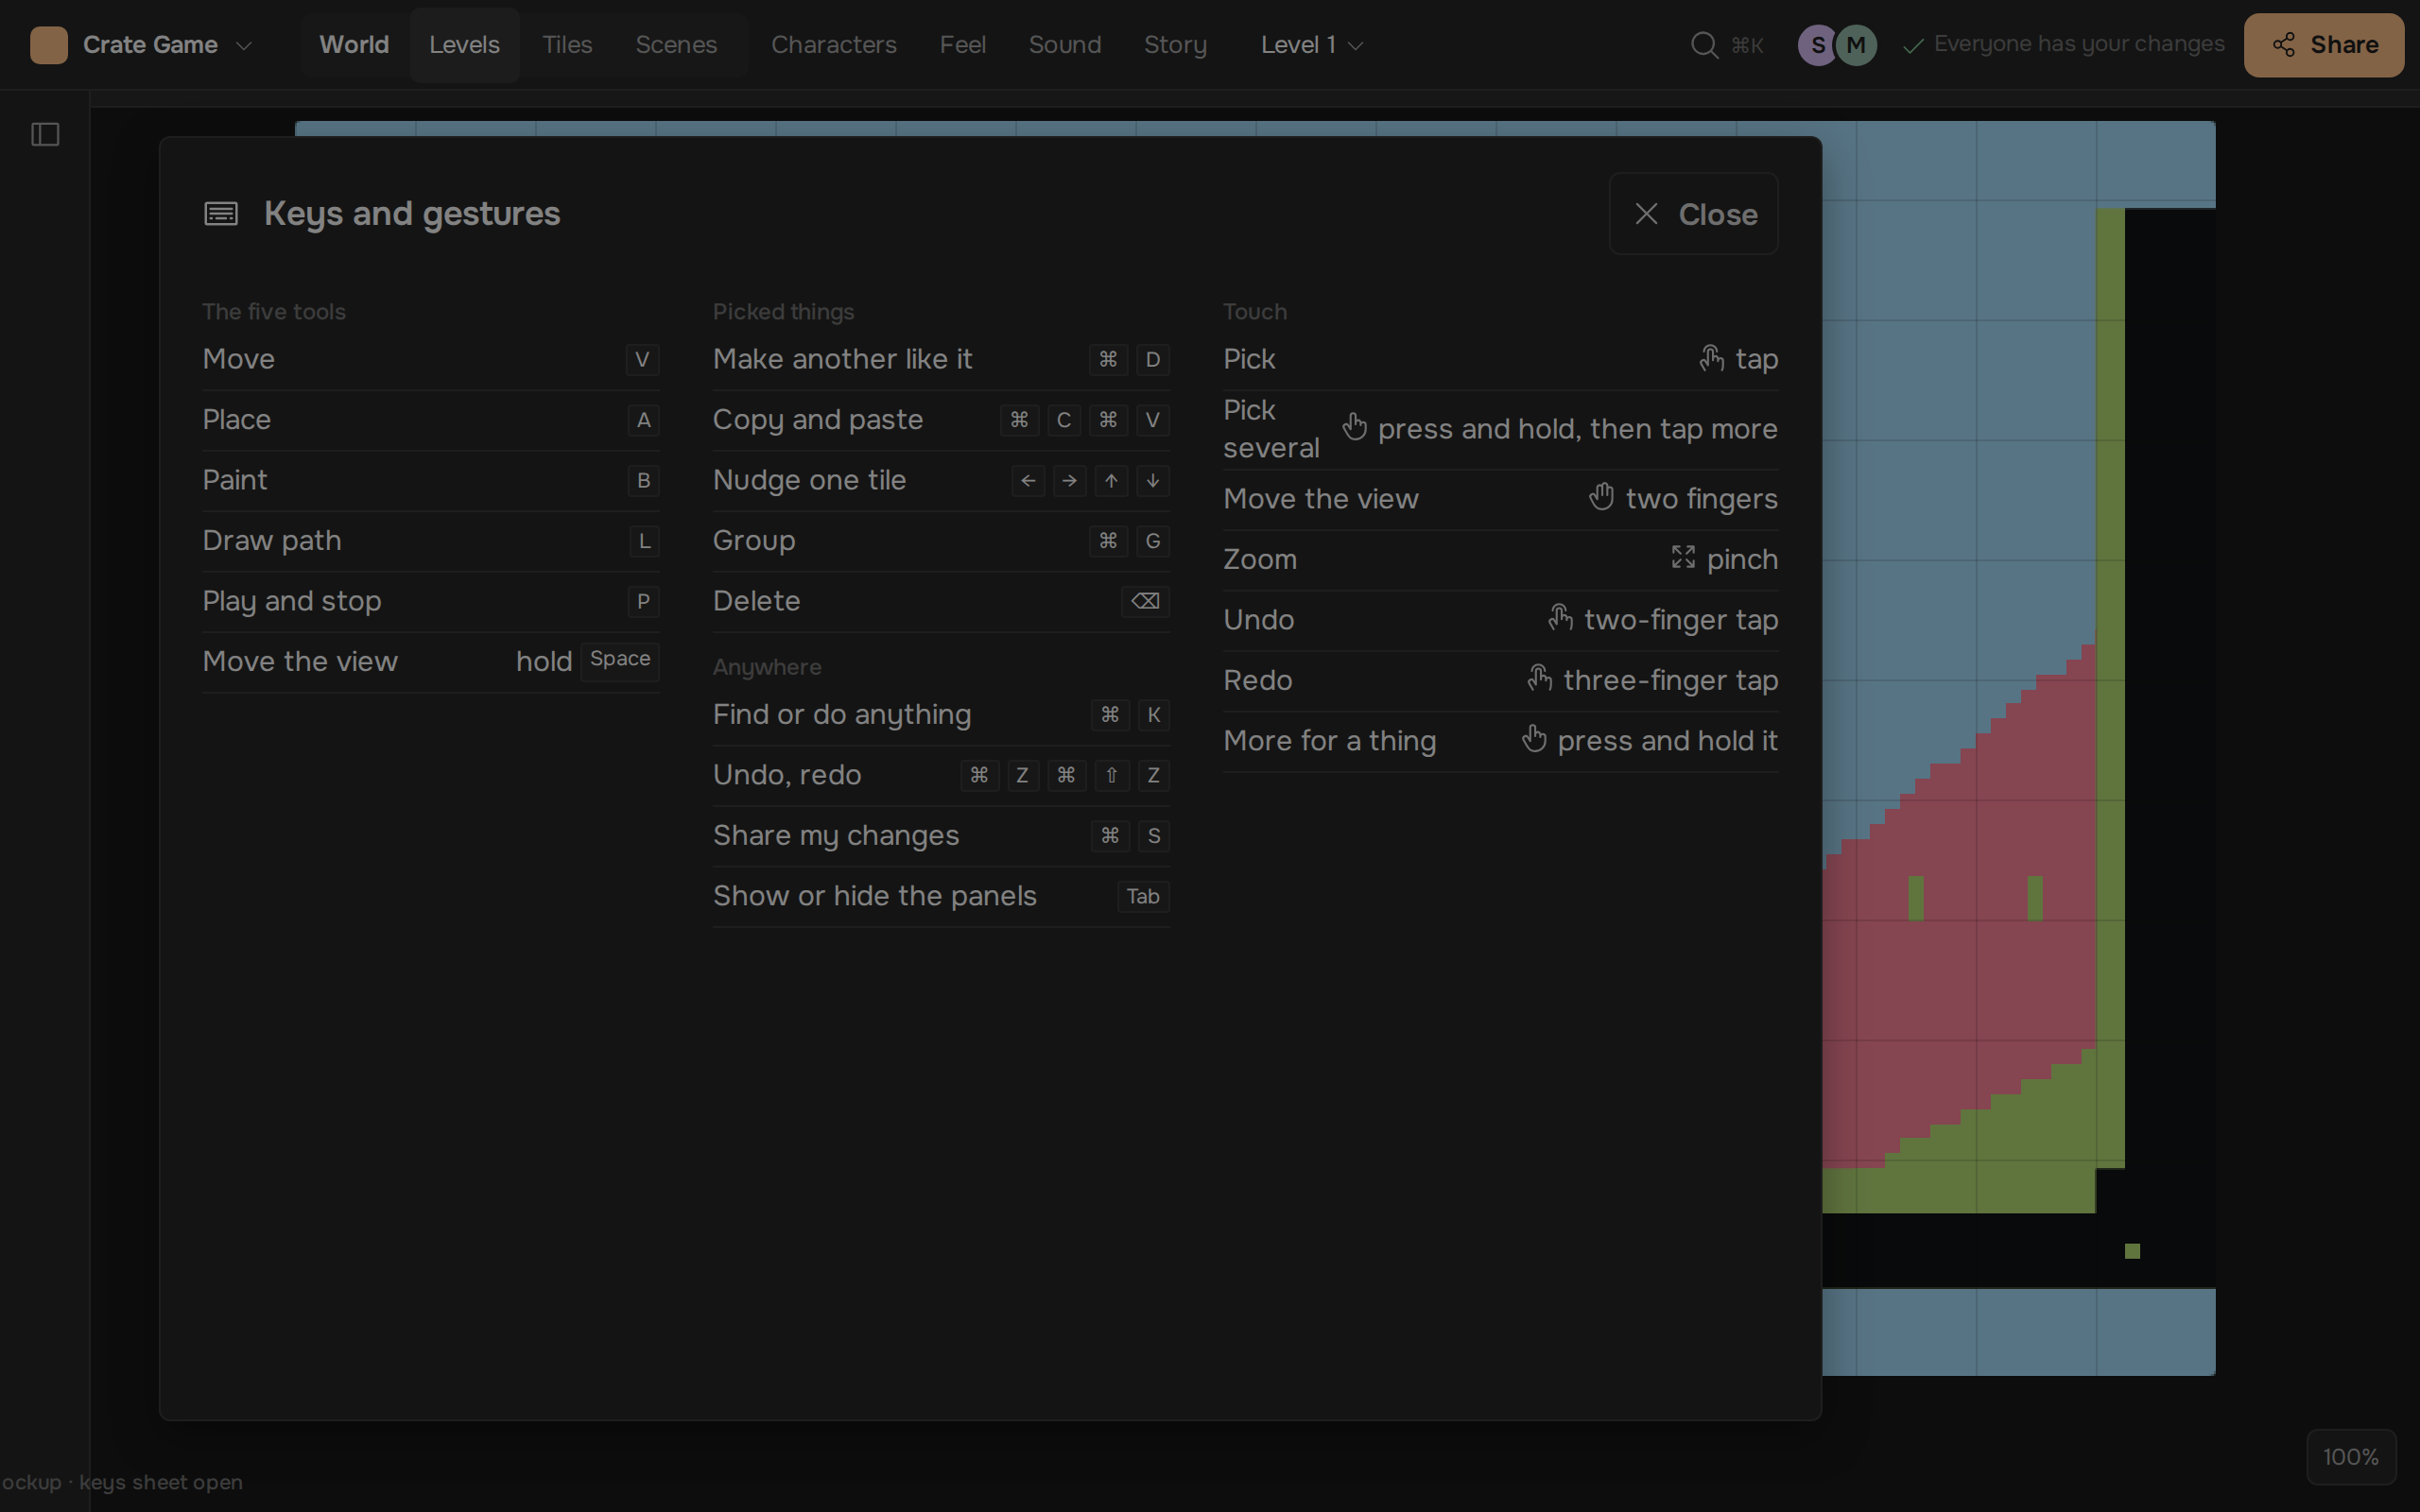 Crate Game
World
Levels
Tiles
Scenes
Characters
Feel
Sound
Story
Level 1
⌘K
S
M
Everyone has your changes
Share
Keys and gestures
Close
The five tools
Move V
Place A
Paint B
Draw path L
Play and stop P
Move the view hold Space
Picked things
Make another like it ⌘ D
Copy and paste ⌘ C ⌘ V
Nudge one tile ← → ↑ ↓
Group ⌘ G
Delete ⌫
Anywhere
Find or do anything ⌘ K
Undo, redo ⌘ Z ⌘ ⇧ Z
Share my changes ⌘ S
Show or hide the panels Tab
Touch
Pick tap
Pick several press and hold, then tap more
Move the view two fingers
Zoom pinch
Undo two-finger tap
Redo three-finger tap
More for a thing press and hold it
ockup · keys sheet open
100%